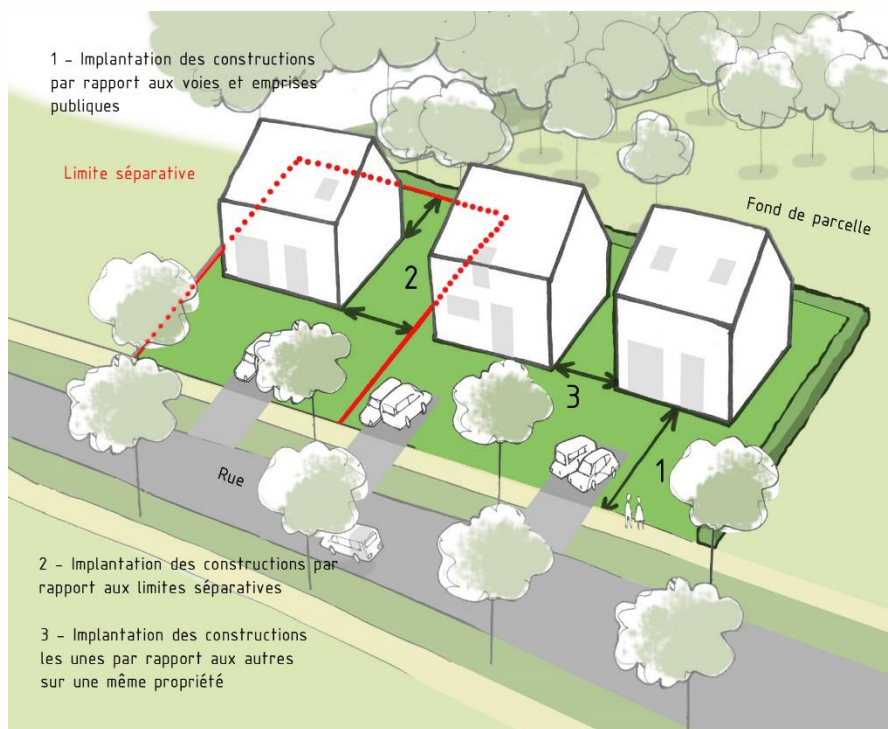 1 - Implantation des constructions
par rapport aux voies et emprises
publiques
Limite séparative
Fond de parcelle
2
3
1
Rue
2 - Implantation des constructions par
rapport aux limites séparatives
3 - Implantation des constructions
les unes par rapport aux autres
sur une même propriété